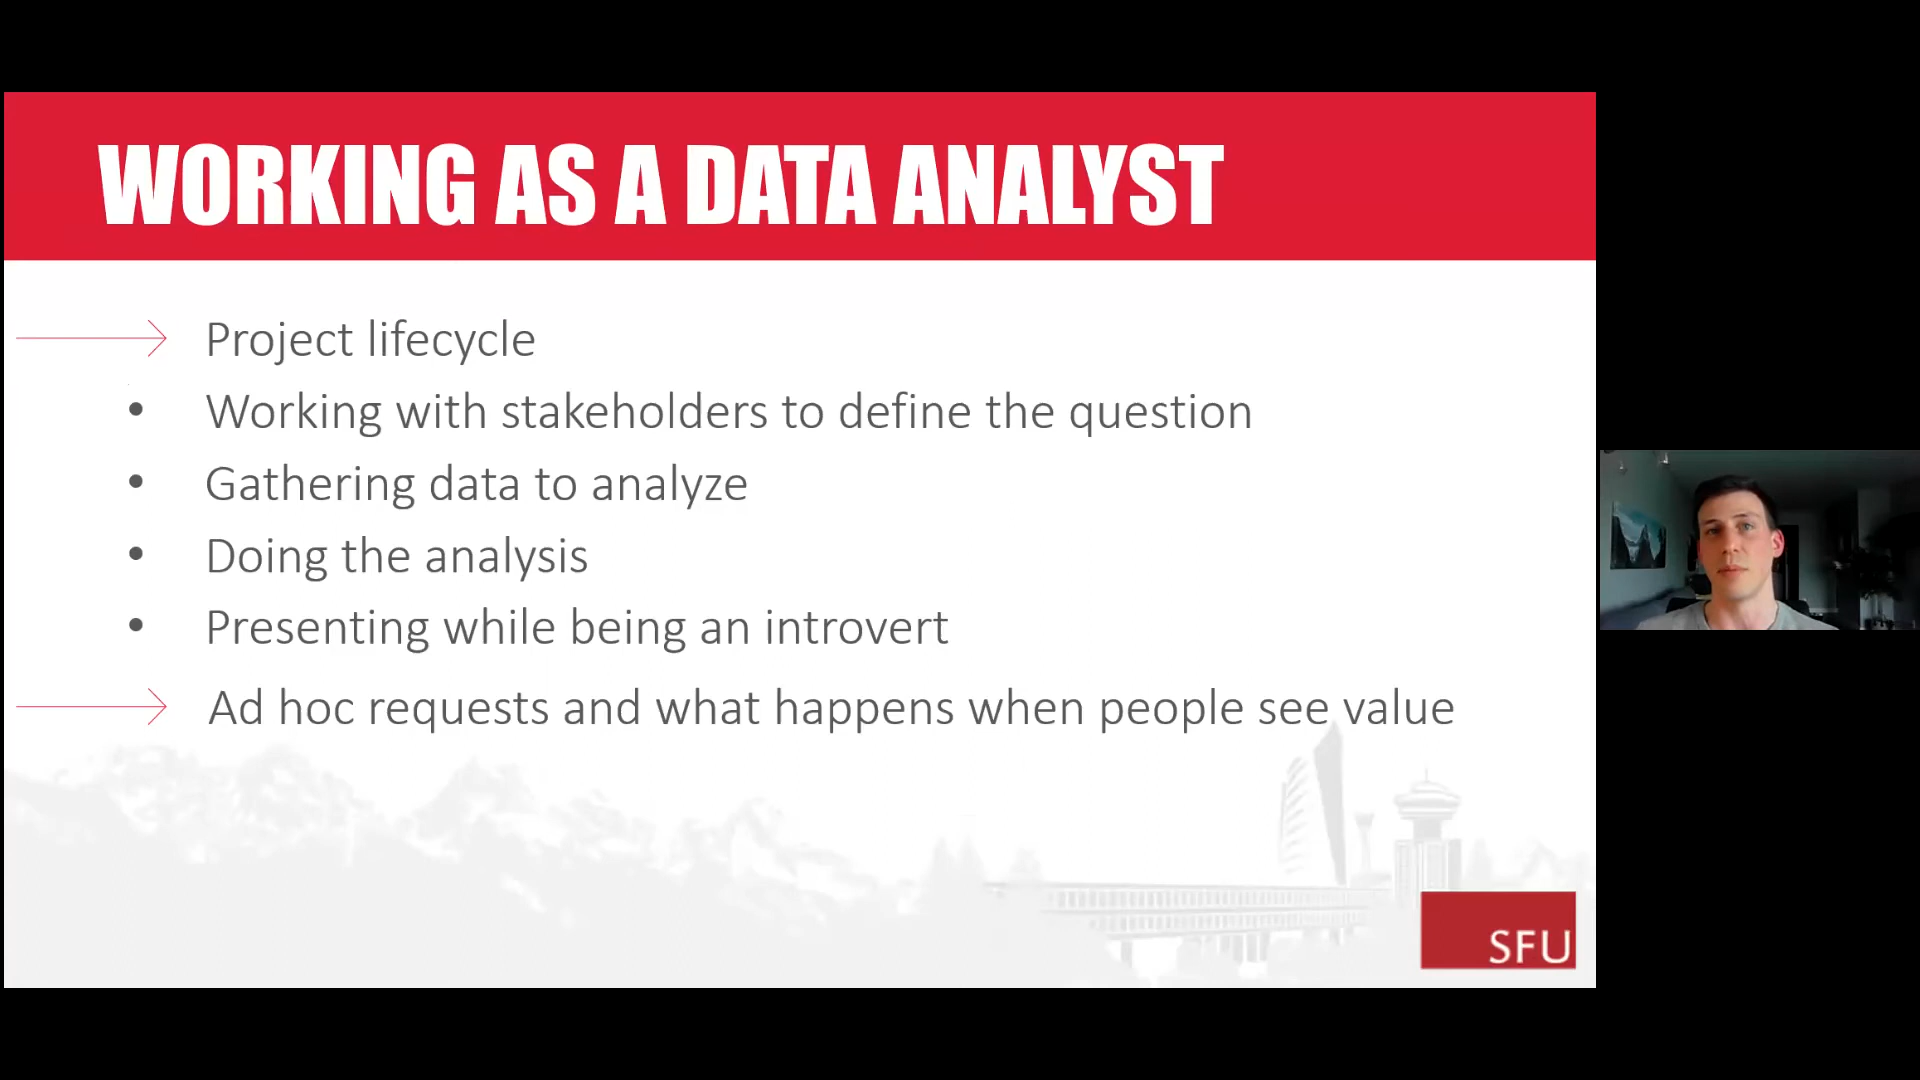 WORKING AS A DATA ANALYST
Project lifecycle
• Working with stakeholders to define the question
• Gathering data to analyze
• Doing the analysis
• Presenting while being an introvert
Ad hoc requests and what happens when people see value
SFU